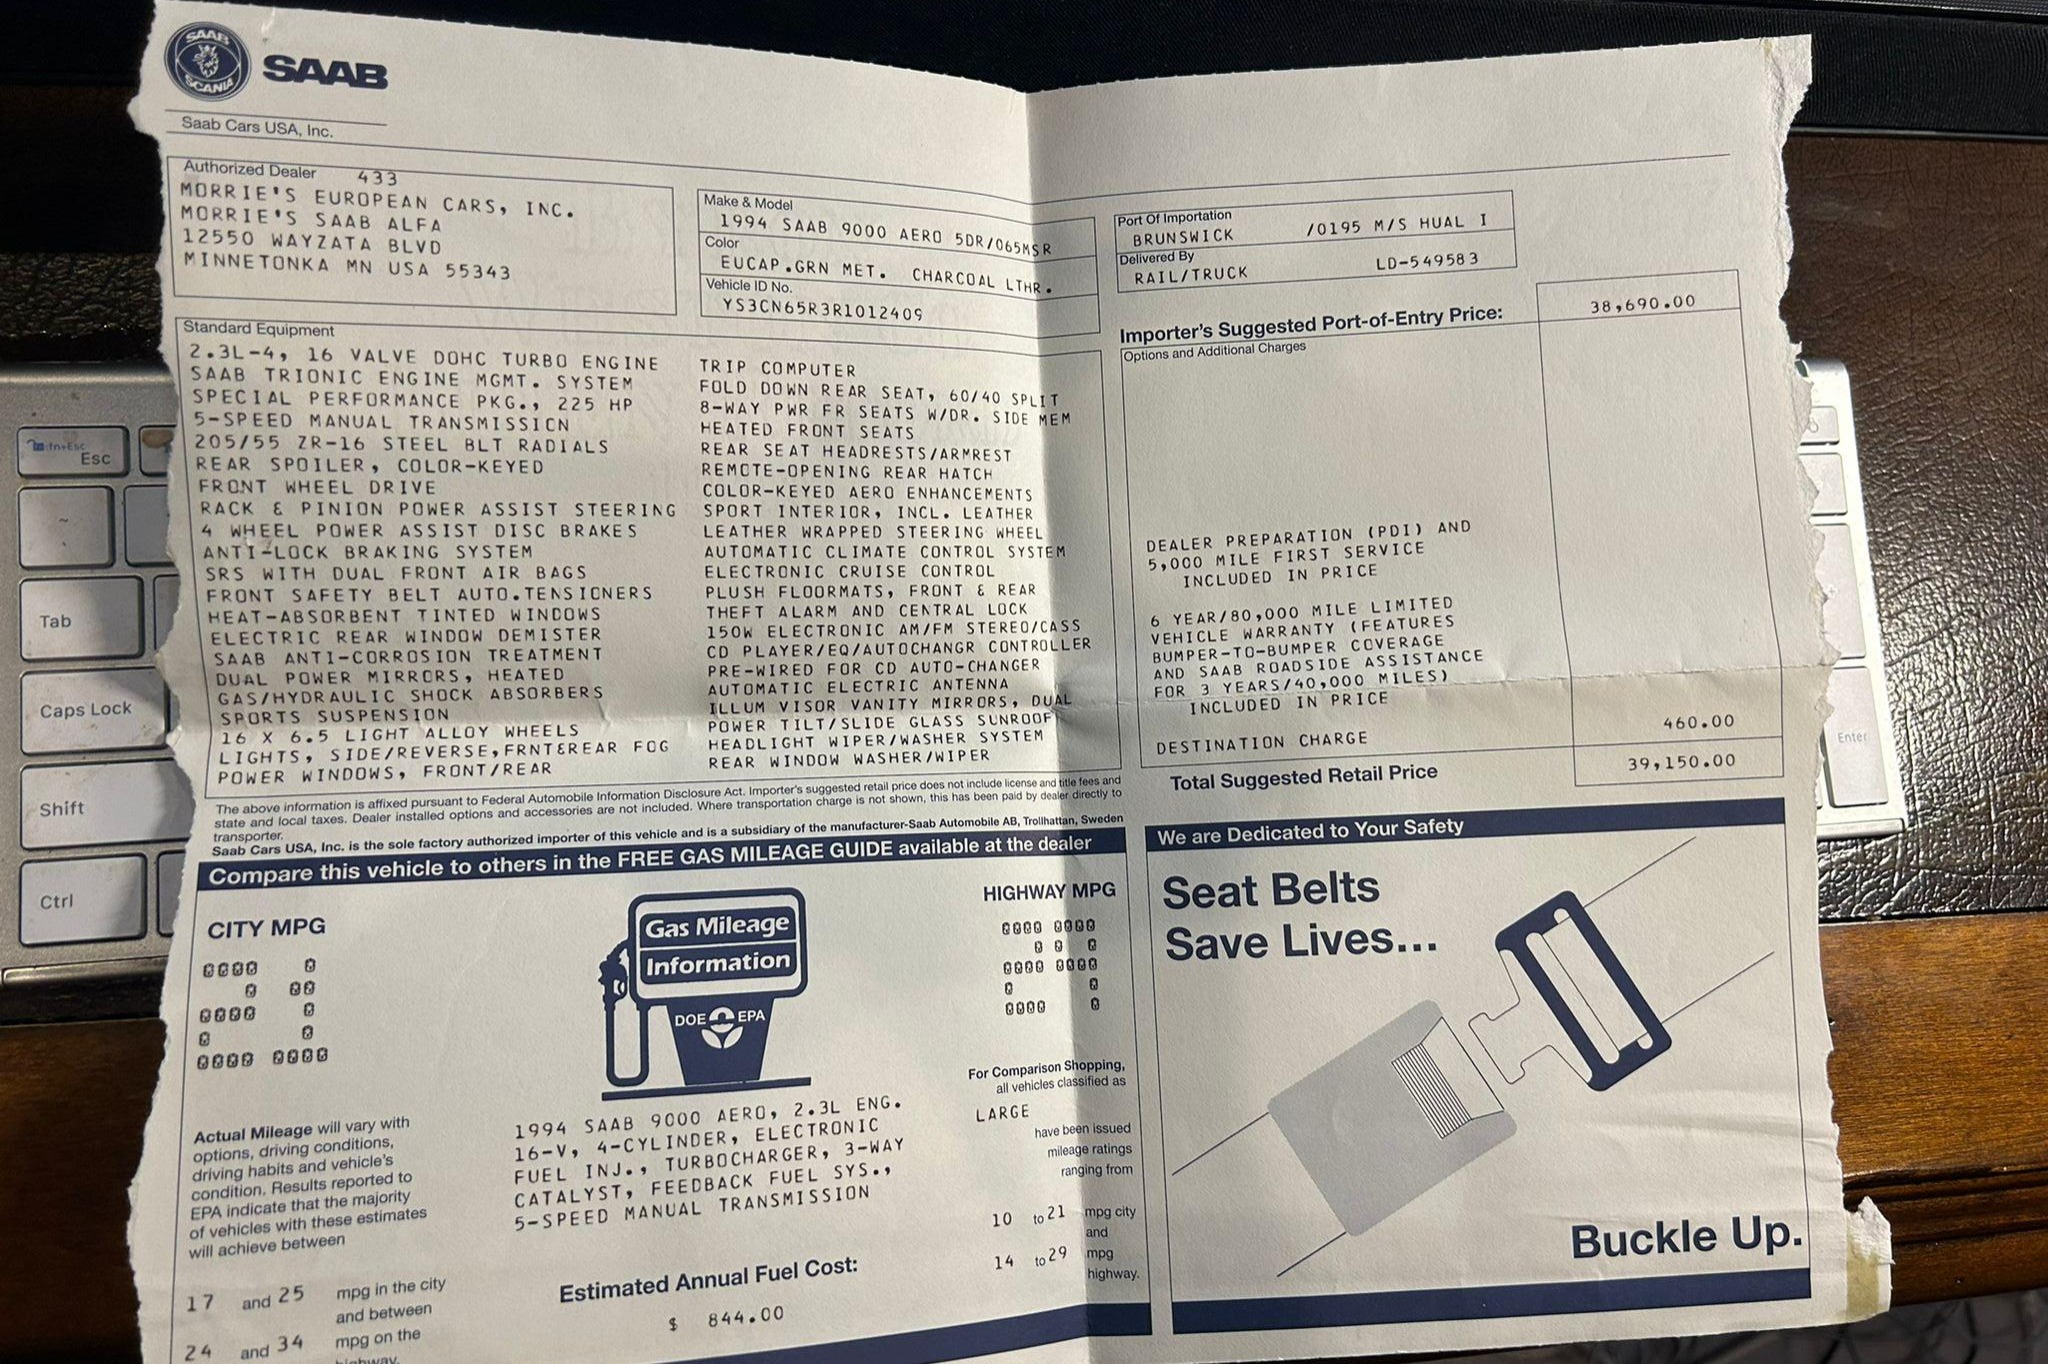 SAAB
SCANIA
SAAB
Saab Cars USA, Inc.
Authorized Dealer 433
MORRIE'S EUROPEAN CARS, INC.
MORRIE'S SAAB ALFA
12550 WAYZATA BLVD
MINNETONKA MN USA 55343
Make & Model
1994 SAAB 9000 AERO 5DR/065MSR
Color
EUCAP.GRN MET. CHARCOAL LTHR.
Vehicle ID No.
YS3CN65R3R1012409
Port Of Importation
BRUNSWICK /0195 M/S HUAL I
Delivered By
RAIL/TRUCK LD-549583
Standard Equipment
2.3L-4, 16 VALVE DOHC TURBO ENGINE
SAAB TRIONIC ENGINE MGMT. SYSTEM
SPECIAL PERFORMANCE PKG., 225 HP
5-SPEED MANUAL TRANSMISSION
205/55 ZR-16 STEEL BLT RADIALS
REAR SPOILER, COLOR-KEYED
FRONT WHEEL DRIVE
RACK & PINION POWER ASSIST STEERING
4 WHEEL POWER ASSIST DISC BRAKES
ANTI-LOCK BRAKING SYSTEM
SRS WITH DUAL FRONT AIR BAGS
FRONT SAFETY BELT AUTO.TENSIONERS
HEAT-ABSORBENT TINTED WINDOWS
ELECTRIC REAR WINDOW DEMISTER
SAAB ANTI-CORROSION TREATMENT
DUAL POWER MIRRORS, HEATED
GAS/HYDRAULIC SHOCK ABSORBERS
SPORTS SUSPENSION
16 X 6.5 LIGHT ALLOY WHEELS
LIGHTS, SIDE/REVERSE,FRNT&REAR FOG
POWER WINDOWS, FRONT/REAR
TRIP COMPUTER
FOLD DOWN REAR SEAT, 60/40 SPLIT
8-WAY PWR FR SEATS W/DR. SIDE MEM
HEATED FRONT SEATS
REAR SEAT HEADRESTS/ARMREST
REMOTE-OPENING REAR HATCH
COLOR-KEYED AERO ENHANCEMENTS
SPORT INTERIOR, INCL. LEATHER
LEATHER WRAPPED STEERING WHEEL
AUTOMATIC CLIMATE CONTROL SYSTEM
ELECTRONIC CRUISE CONTROL
PLUSH FLOORMATS, FRONT & REAR
THEFT ALARM AND CENTRAL LOCK
150W ELECTRONIC AM/FM STEREO/CASS
CD PLAYER/EQ/AUTOCHANGR CONTROLLER
PRE-WIRED FOR CD AUTO-CHANGER
AUTOMATIC ELECTRIC ANTENNA
ILLUM VISOR VANITY MIRRORS, DUAL
POWER TILT/SLIDE GLASS SUNROOF
HEADLIGHT WIPER/WASHER SYSTEM
REAR WINDOW WASHER/WIPER
Importer's Suggested Port-of-Entry Price: 38,690.00
Options and Additional Charges
DEALER PREPARATION (PDI) AND
5,000 MILE FIRST SERVICE
INCLUDED IN PRICE
6 YEAR/80,000 MILE LIMITED
VEHICLE WARRANTY (FEATURES
BUMPER-TO-BUMPER COVERAGE
AND SAAB ROADSIDE ASSISTANCE
FOR 3 YEARS/40,000 MILES)
INCLUDED IN PRICE
DESTINATION CHARGE 460.00
Total Suggested Retail Price 39,150.00
The above information is affixed pursuant to Federal Automobile Information Disclosure Act. Importer's suggested retail price does not include license and title fees and
state and local taxes. Dealer installed options and accessories are not included. Where transportation charge is not shown, this has been paid by dealer directly to
transporter.
Saab Cars USA, Inc. is the sole factory authorized importer of this vehicle and is a subsidiary of the manufacturer-Saab Automobile AB, Trollhattan, Sweden
Compare this vehicle to others in the FREE GAS MILEAGE GUIDE available at the dealer
CITY MPG
21
Gas Mileage
Information
DOE EPA
HIGHWAY MPG
29
Actual Mileage will vary with
options, driving conditions,
driving habits and vehicle's
condition. Results reported to
EPA indicate that the majority
of vehicles with these estimates
will achieve between
17 and 25 mpg in the city
and between
24 and 34 mpg on the
highway.
1994 SAAB 9000 AERO, 2.3L ENG.
16-V, 4-CYLINDER, ELECTRONIC
FUEL INJ., TURBOCHARGER, 3-WAY
CATALYST, FEEDBACK FUEL SYS.,
5-SPEED MANUAL TRANSMISSION
Estimated Annual Fuel Cost:
$ 844.00
For Comparison Shopping,
all vehicles classified as
LARGE
have been issued
mileage ratings
ranging from
10 to 21 mpg city
and
14 to 29 mpg
highway.
We are Dedicated to Your Safety
Seat Belts
Save Lives...
Buckle Up.
fn+Esc
Esc
~
Tab
Caps Lock
Shift
Ctrl
Enter